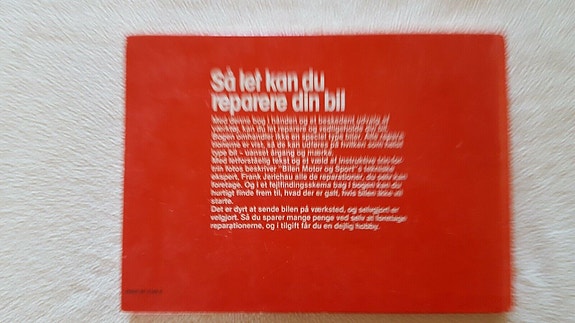 Så let kan du
reparere din bil
Med denne bog i hånden og et beskedent udvalg af
værktøj, kan du let reparere og vedligeholde din bil.
Bogen omhandler ikke en speciel type biler. Alle repara-
tionerne er vist, så de kan udføres på hvilken som helst
type bil – uanset årgang og mærke.
Med letforståelig tekst og et væld af instruktive trin-for-
trin fotos beskriver "Bilen Motor og Sport"s tekniske
ekspert, Frank Jerichau alle de reparationer, du selv kan
foretage. Og i et fejlfindingsskema bag i bogen kan du
hurtigt finde frem til, hvad der er galt, hvis bilen ikke vil
starte.
Det er dyrt at sende bilen på værksted, og selvgjort er
velgjort. Så du sparer mange penge ved selv at foretage
reparationerne, og i tilgift får du en dejlig hobby.